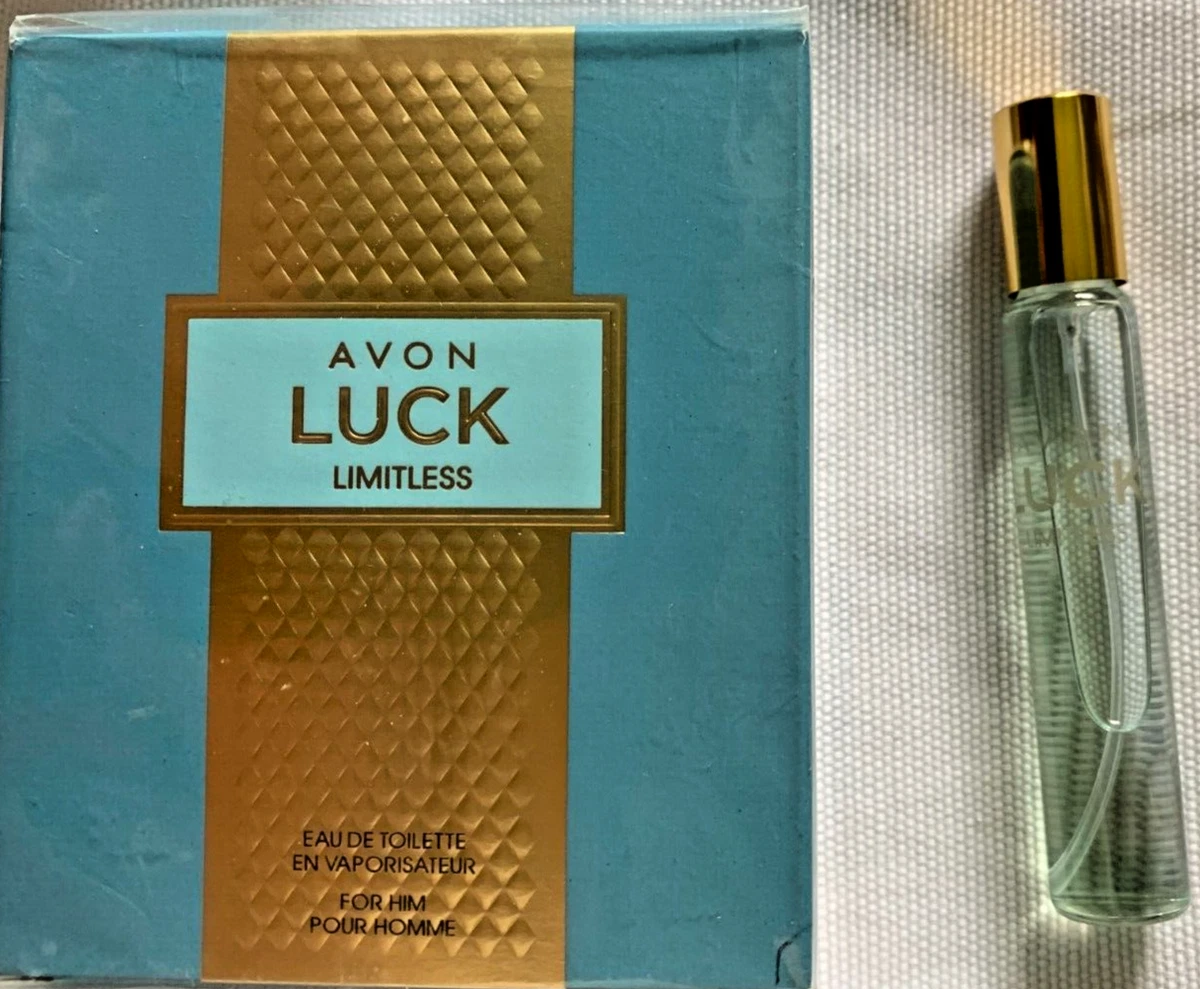 AVON
LUCK
LIMITLESS
EAU DE TOILETTE
EN VAPORISATEUR
FOR HIM
POUR HOMME
LUCK